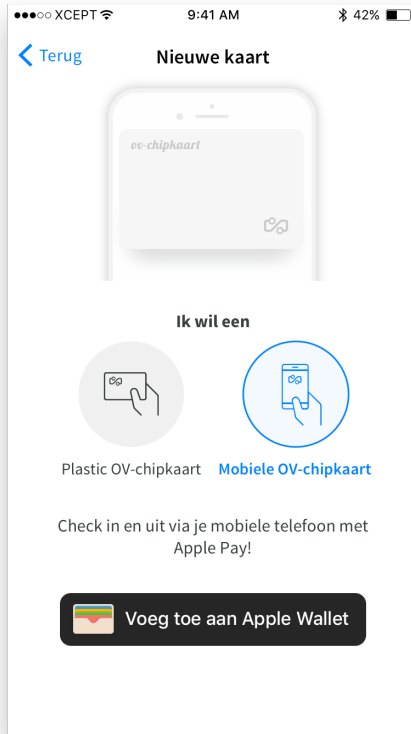 XCEPT 9:41 AM 42%
Terug Nieuwe kaart
ov-chipkaart
Ik wil een
Plastic OV-chipkaart Mobiele OV-chipkaart
Check in en uit via je mobiele telefoon met
Apple Pay!
Voeg toe aan Apple Wallet